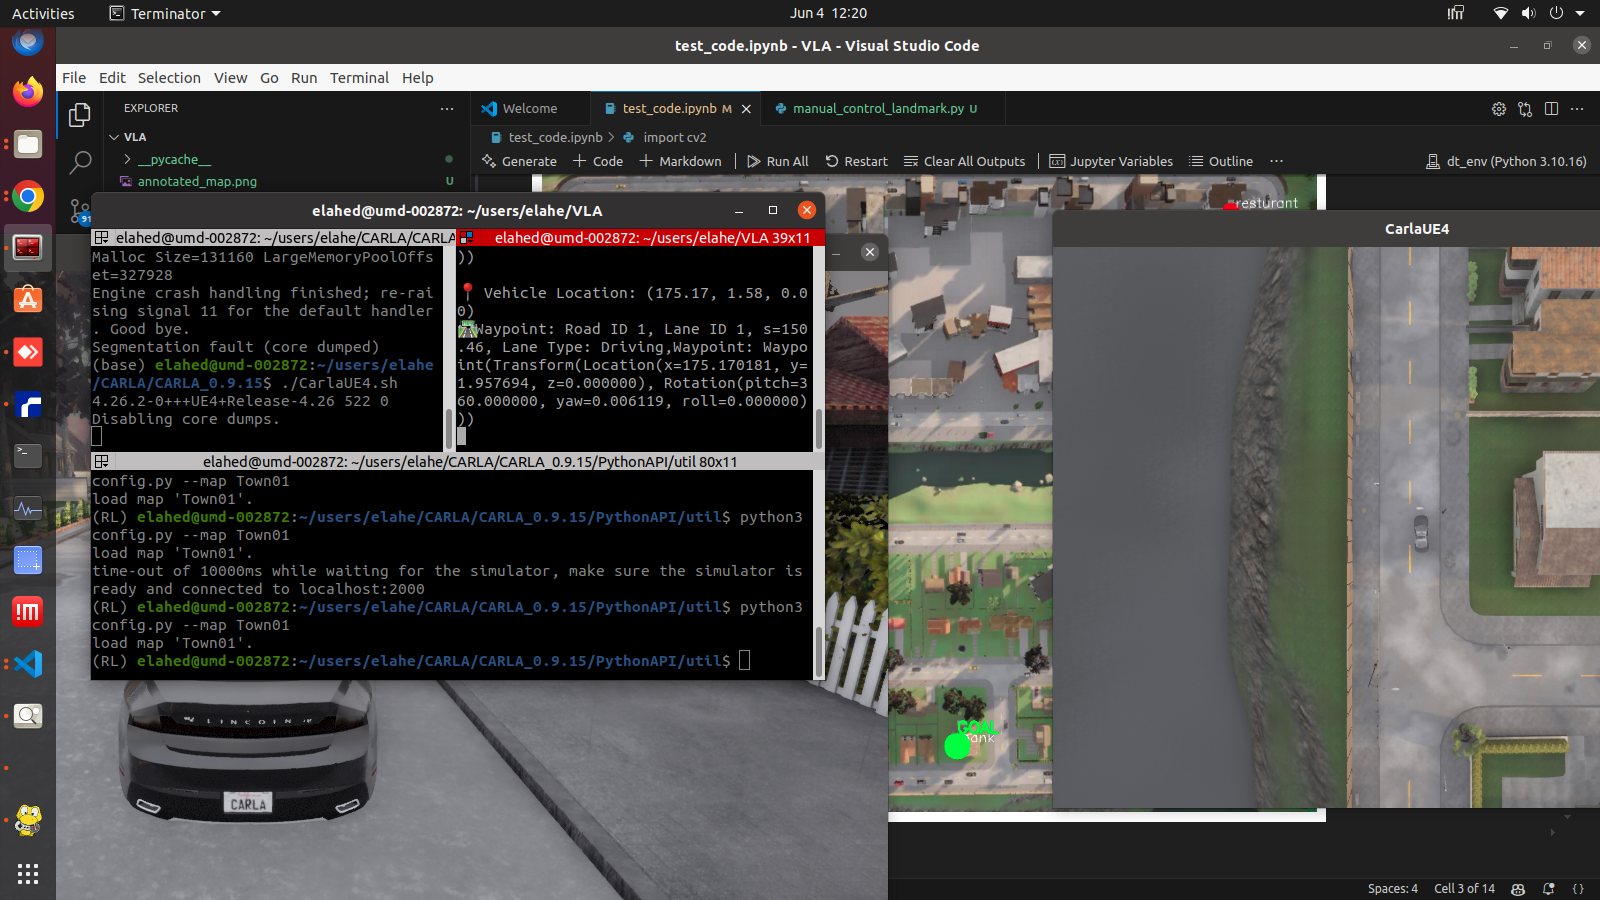 Activities
Terminator
Jun 4 12:20
test_code.ipynb - VLA - Visual Studio Code
File Edit Selection View Go Run Terminal Help
EXPLORER
Welcome
test_code.ipynb M
manual_control_landmark.py U
VLA
test_code.ipynb > import cv2
__pycache__
Generate + Code + Markdown Run All Restart Clear All Outputs Jupyter Variables Outline
dt_env (Python 3.10.16)
annotated_map.png U
91
resturant
elahed@umd-002872: ~/users/elahe/VLA
CarlaUE4
elahed@umd-002872: ~/users/elahe/CARLA/CARLA
Malloc Size=131160 LargeMemoryPoolOffs
et=327928
Engine crash handling finished; re-rai
sing signal 11 for the default handler
. Good bye.
Segmentation fault (core dumped)
(base) elahed@umd-002872:~/users/elahe
/CARLA/CARLA_0.9.15$ ./CarlaUE4.sh
4.26.2-0+++UE4+Release-4.26 522 0
Disabling core dumps.
elahed@umd-002872: ~/users/elahe/VLA 39x11
))
Vehicle Location: (175.17, 1.58, 0.0
0)
Waypoint: Road ID 1, Lane ID 1, s=150
.46, Lane Type: Driving,Waypoint: Waypo
int(Transform(Location(x=175.170181, y=
1.957694, z=0.000000), Rotation(pitch=3
60.000000, yaw=0.006119, roll=0.000000)
))
elahed@umd-002872: ~/users/elahe/CARLA/CARLA_0.9.15/PythonAPI/util 80x11
config.py --map Town01
load map 'Town01'.
(RL) elahed@umd-002872:~/users/elahe/CARLA/CARLA_0.9.15/PythonAPI/util$ python3
config.py --map Town01
load map 'Town01'.
time-out of 10000ms while waiting for the simulator, make sure the simulator is
ready and connected to localhost:2000
(RL) elahed@umd-002872:~/users/elahe/CARLA/CARLA_0.9.15/PythonAPI/util$ python3
config.py --map Town01
load map 'Town01'.
(RL) elahed@umd-002872:~/users/elahe/CARLA/CARLA_0.9.15/PythonAPI/util$
LINCOLN
CARLA
GOAL
Spaces: 4 Cell 3 of 14